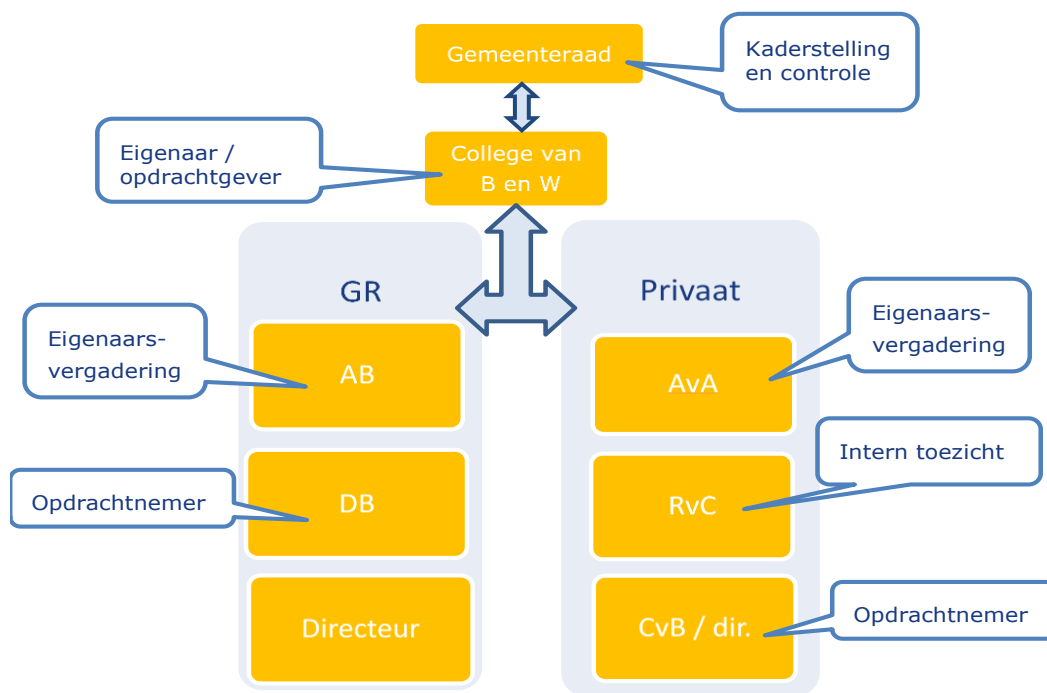 Gemeenteraad
Kaderstelling
en controle
Eigenaar /
opdrachtgever
College van
B en W
GR
Privaat
Eigenaars-
vergadering
AB
AvA
Eigenaars-
vergadering
Opdrachtnemer
DB
RvC
Intern toezicht
Directeur
CvB / dir.
Opdrachtnemer